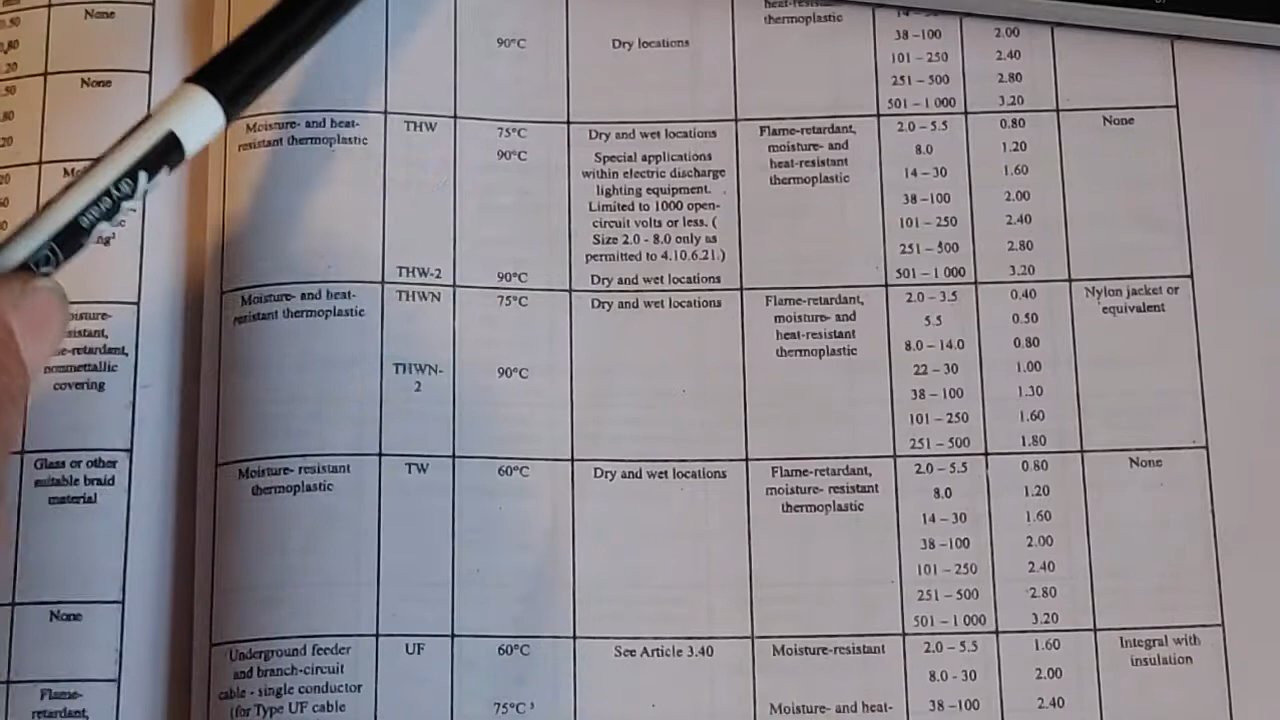 .50
None
.80
.20
.50
None
.80
20
heat-resis
thermoplastic
90°C
Dry locations
38 –100
2.00
101 – 250
2.40
251 – 500
2.80
501 – 1 000
3.20
Moisture- and heat-
resistant thermoplastic
THW
75°C
Dry and wet locations
90°C
Special applications
within electric discharge
lighting equipment.
Limited to 1000 open-
circuit volts or less. (
Size 2.0 - 8.0 only as
permitted to 4.10.6.21.)
THW-2
90°C
Dry and wet locations
Flame-retardant,
moisture- and
heat-resistant
thermoplastic
2.0 – 5.5
0.80
8.0
1.20
14 – 30
1.60
38 –100
2.00
101 – 250
2.40
251 – 500
2.80
501 – 1 000
3.20
None
Moisture- and heat-
resistant thermoplastic
THWN
75°C
Dry and wet locations
THWN-
2
90°C
Flame-retardant,
moisture- and
heat-resistant
thermoplastic
2.0 – 3.5
0.40
5.5
0.50
8.0 – 14.0
0.80
22 – 30
1.00
38 – 100
1.30
101 – 250
1.60
251 – 500
1.80
Nylon jacket or
equivalent
Moisture- resistant
thermoplastic
TW
60°C
Dry and wet locations
Flame-retardant,
moisture- resistant
thermoplastic
2.0 – 5.5
0.80
8.0
1.20
14 – 30
1.60
38 –100
2.00
101 – 250
2.40
251 – 500
2.80
501 – 1 000
3.20
None
Underground feeder
and branch-circuit
cable - single conductor
(for Type UF cable
UF
60°C
75°C ³
See Article 3.40
Moisture-resistant
Moisture- and heat-
2.0 – 5.5
1.60
8.0 - 30
2.00
38 –100
2.40
Integral with
insulation
oisture-
sistant,
e-retardant,
nonmettallic
covering
Glass or other
suitable braid
material
None
Flame-
retardant,